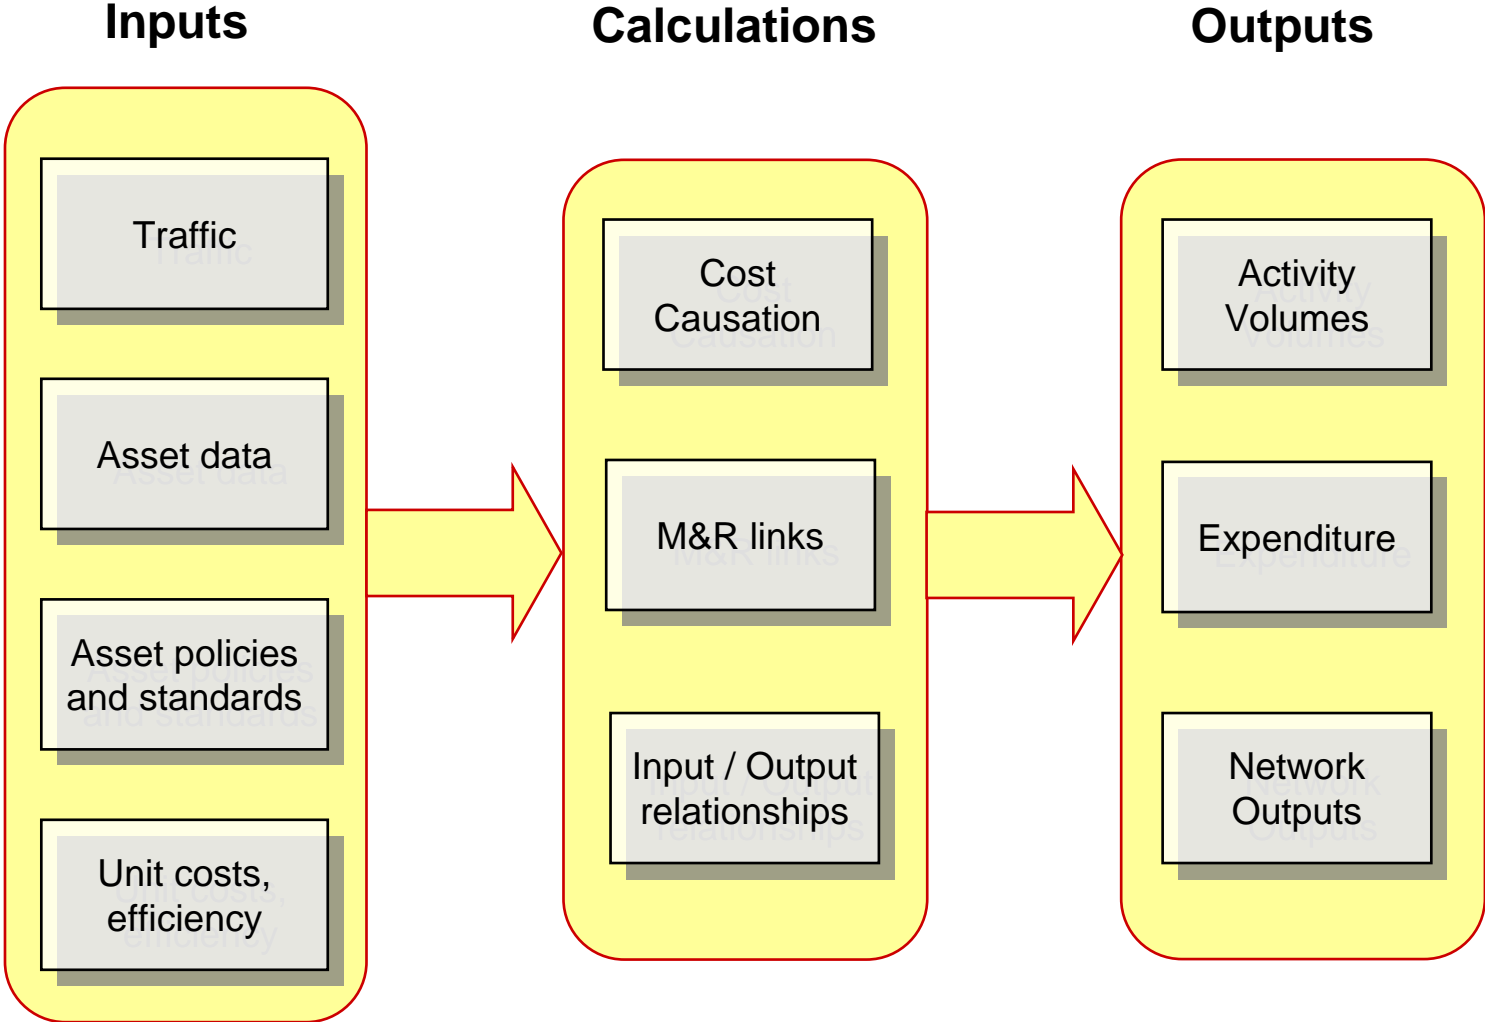 Inputs
Calculations
Outputs
Traffic
Asset data
Asset policies
and standards
Unit costs,
efficiency
Cost
Causation
M&R links
Input / Output
relationships
Activity
Volumes
Expenditure
Network
Outputs